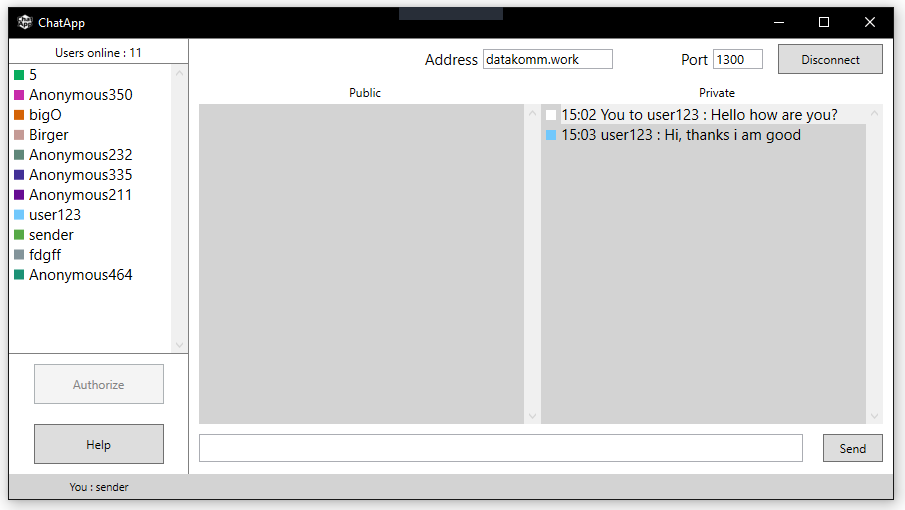 ChatApp
Users online : 11
5
Anonymous350
bigO
Birger
Anonymous232
Anonymous335
Anonymous211
user123
sender
fdgff
Anonymous464
Authorize
Help
You : sender
Address datakomm.work Port 1300 Disconnect
Public
Private
15:02 You to user123 : Hello how are you?
15:03 user123 : Hi, thanks i am good
Send